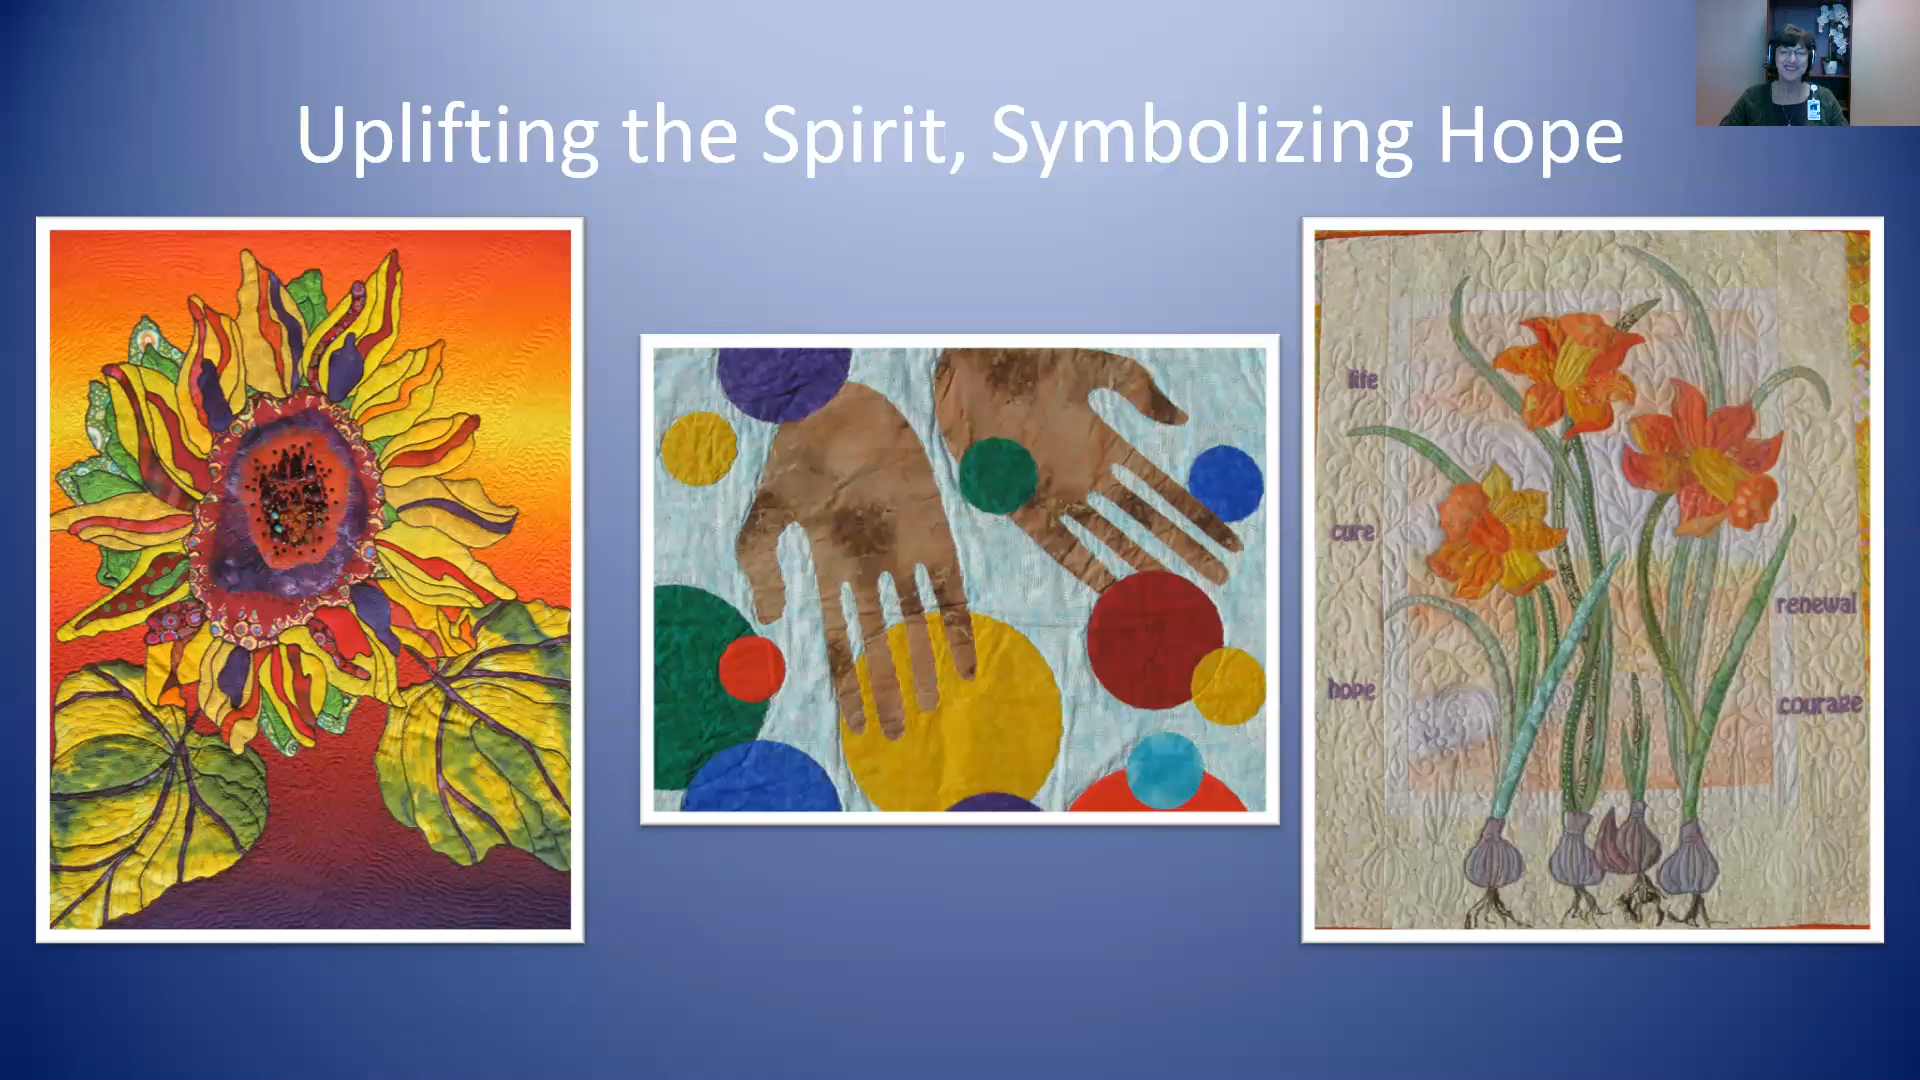 Uplifting the Spirit, Symbolizing Hope
life
cure
renewal
hope
courage